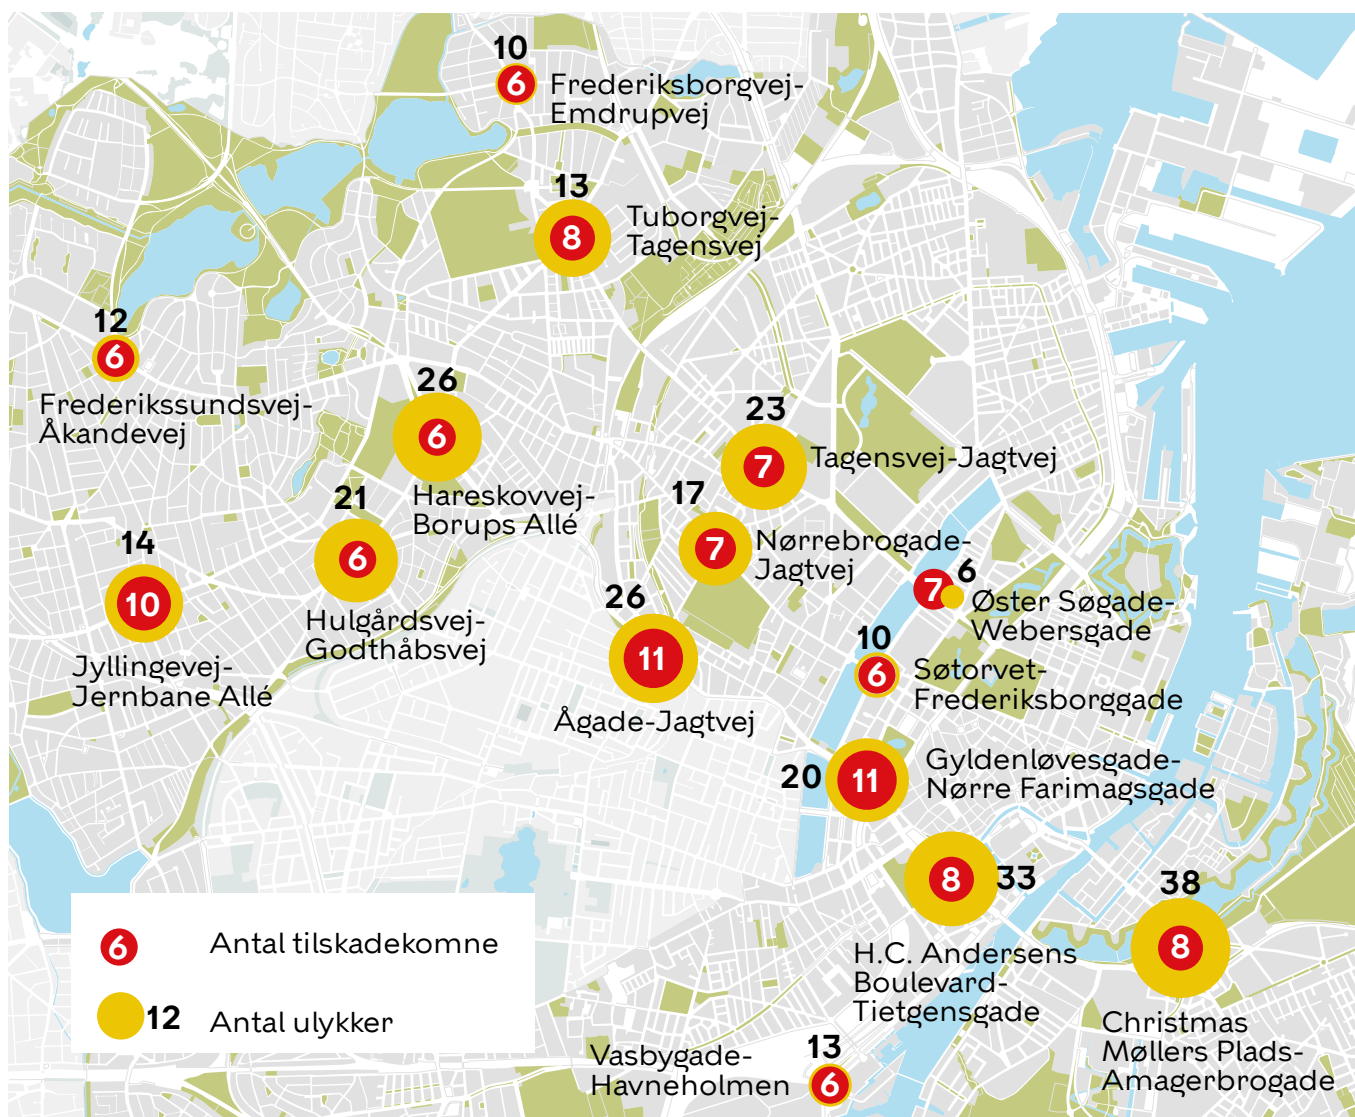 10
6
Frederiksborgvej-
Emdrupvej
13
8
Tuborgvej-
Tagensvej
12
6
Frederikssundsvej-
Åkandevej
26
6
Hareskovvej-
Borups Allé
23
7
Tagensvej-Jagtvej
17
7
Nørrebrogade-
Jagtvej
21
6
Hulgårdsvej-
Godthåbsvej
14
10
Jyllingevej-
Jernbane Allé
26
11
Ågade-Jagtvej
7
6
Øster Søgade-
Webersgade
10
6
Søtorvet-
Frederiksborggade
20
11
Gyldenløvesgade-
Nørre Farimagsgade
8
33
H.C. Andersens
Boulevard-
Tietgensgade
38
8
Christmas
Møllers Plads-
Amagerbrogade
13
6
Vasbygade-
Havneholmen
6
Antal tilskadekomne
12
Antal ulykker